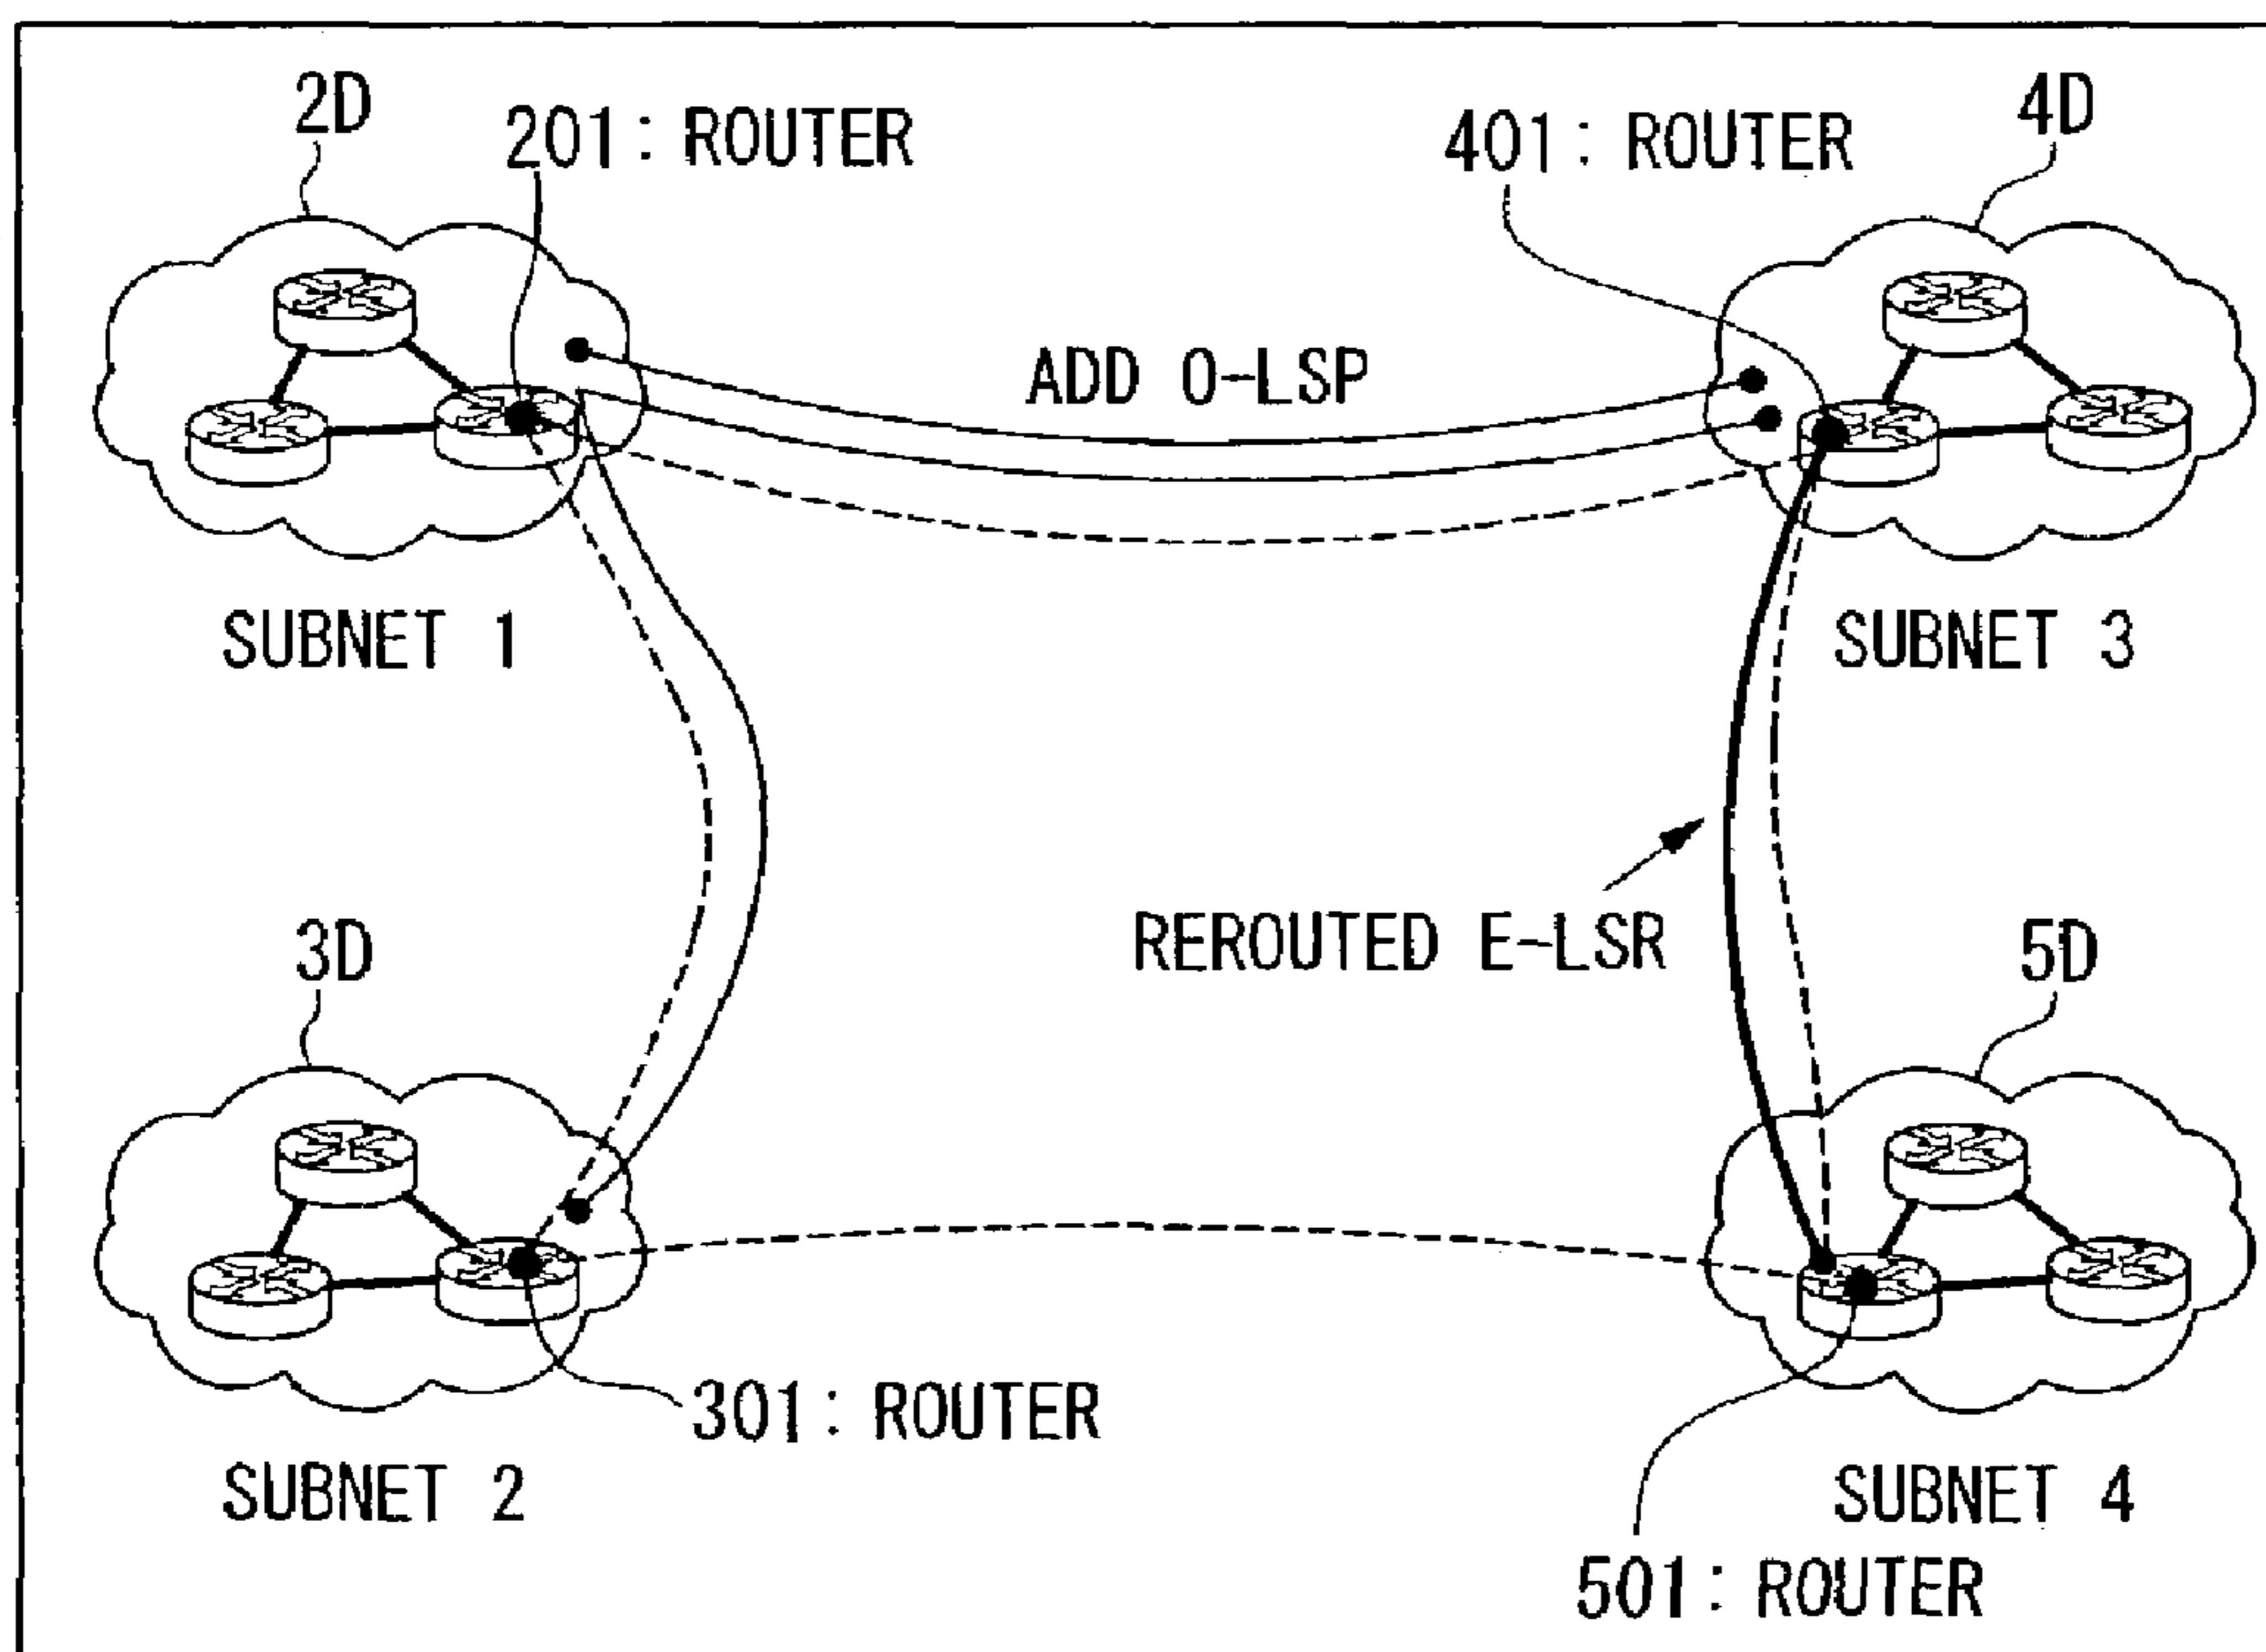 2D
201: ROUTER
401: ROUTER
4D
ADD O-LSP
SUBNET 1
SUBNET 3
3D
REROUTED E-LSR
5D
301: ROUTER
SUBNET 2
SUBNET 4
501: ROUTER